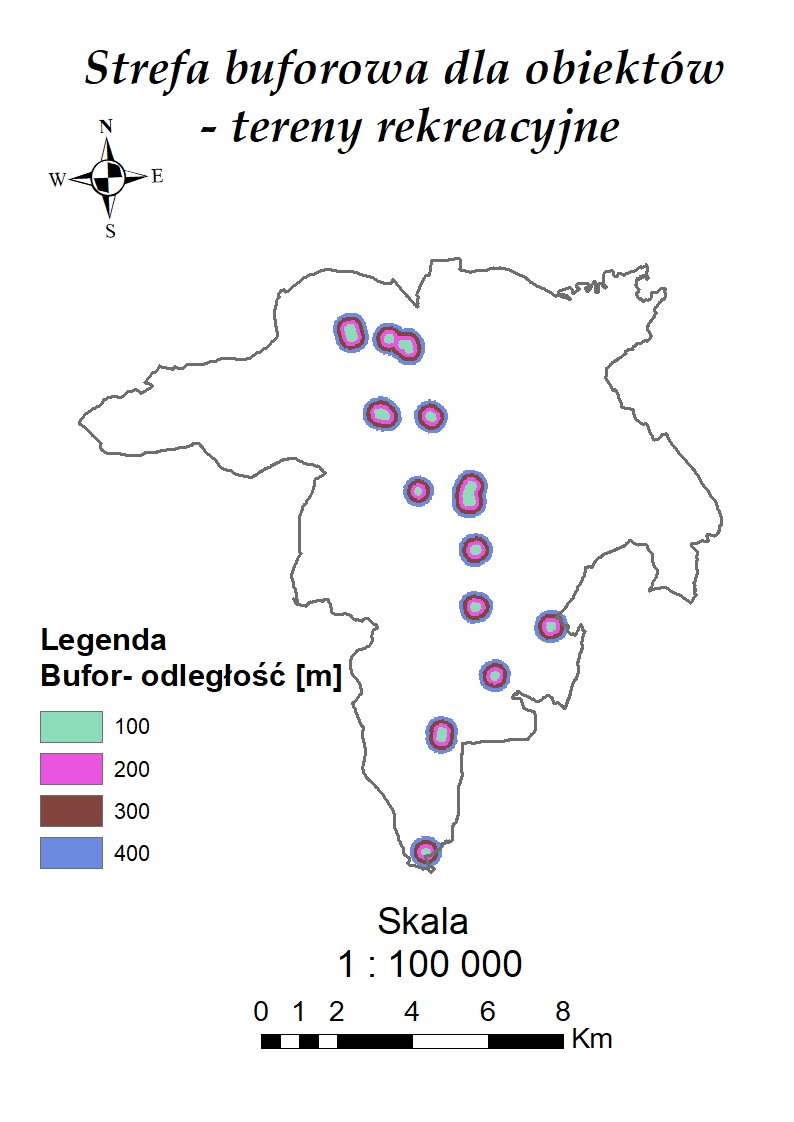 Strefa buforowa dla obiektów
- tereny rekreacyjne
N
W E
S
Legenda
Bufor- odległość [m]
100
200
300
400
Skala
1 : 100 000
0 1 2 4 6 8
Km